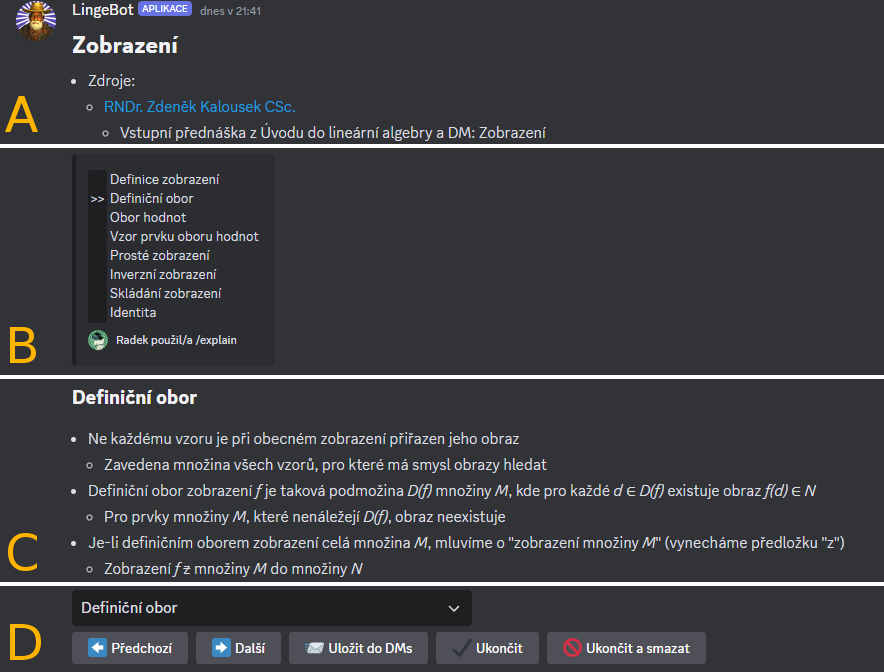 LingeBot APLIKACE dnes v 21:41
Zobrazení
• Zdroje:
◦ RNDr. Zdeněk Kalousek CSc.
◦ Vstupní přednáška z Úvodu do lineární algebry a DM: Zobrazení
A
Definice zobrazení
>> Definiční obor
Obor hodnot
Vzor prvku oboru hodnot
Prosté zobrazení
Inverzní zobrazení
Skládání zobrazení
Identita
Radek použil/a /explain
B
Definiční obor
• Ne každému vzoru je při obecném zobrazení přiřazen jeho obraz
◦ Zavedena množina všech vzorů, pro které má smysl obrazy hledat
• Definiční obor zobrazení f je taková podmožina D(f) množiny M, kde pro každé d ∈ D(f) existuje obraz f(d) ∈ N
◦ Pro prvky množiny M, které nenáležejí D(f), obraz neexistuje
• Je-li definičním oborem zobrazení celá množina M, mluvíme o "zobrazení množiny M" (vynecháme předložku "z")
◦ Zobrazení f z množiny M do množiny N
C
Definiční obor
Předchozí Další Uložit do DMs Ukončit Ukončit a smazat
D